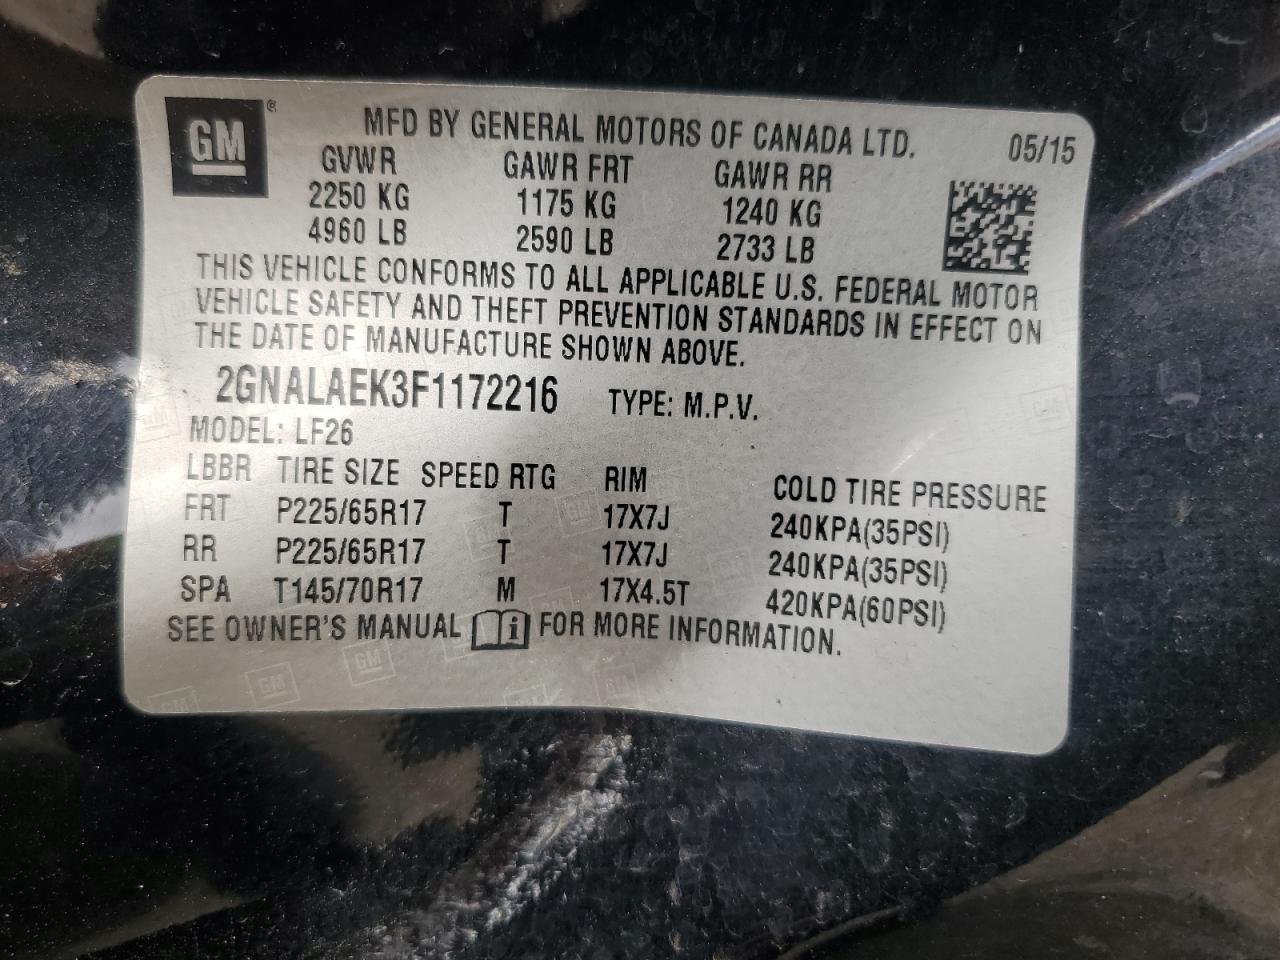 GM ®
MFD BY GENERAL MOTORS OF CANADA LTD. 05/15
GVWR GAWR FRT GAWR RR
2250 KG 1175 KG 1240 KG
4960 LB 2590 LB 2733 LB
THIS VEHICLE CONFORMS TO ALL APPLICABLE U.S. FEDERAL MOTOR
VEHICLE SAFETY AND THEFT PREVENTION STANDARDS IN EFFECT ON
THE DATE OF MANUFACTURE SHOWN ABOVE.
2GNALAEK3F1172216 TYPE: M.P.V.
MODEL: LF26
LBBR TIRE SIZE SPEED RTG RIM COLD TIRE PRESSURE
FRT P225/65R17 T 17X7J 240KPA(35PSI)
RR P225/65R17 T 17X7J 240KPA(35PSI)
SPA T145/70R17 M 17X4.5T 420KPA(60PSI)
SEE OWNER'S MANUAL i FOR MORE INFORMATION.